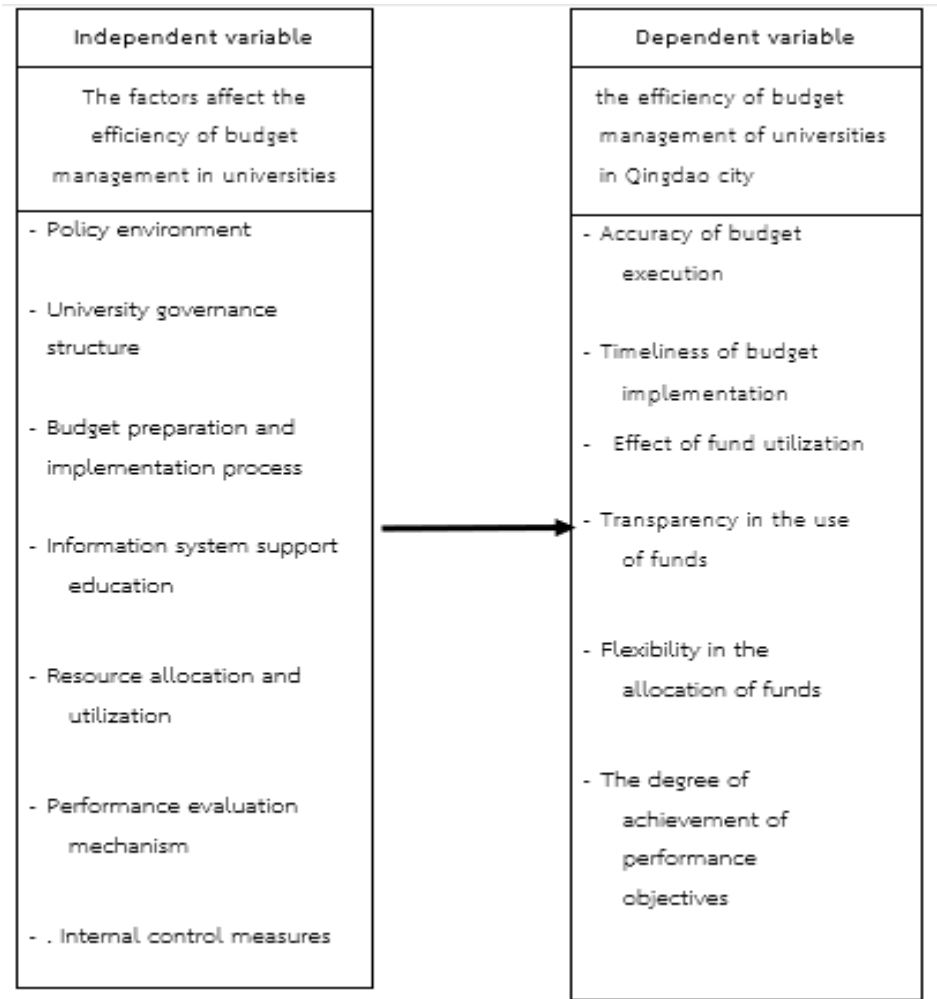 Independent variable
The factors affect the
efficiency of budget
management in universities
- Policy environment
- University governance
structure
- Budget preparation and
implementation process
- Information system support
education
- Resource allocation and
utilization
- Performance evaluation
mechanism
- . Internal control measures
Dependent variable
the efficiency of budget
management of universities
in Qingdao city
- Accuracy of budget
execution
- Timeliness of budget
implementation
- Effect of fund utilization
- Transparency in the use
of funds
- Flexibility in the
allocation of funds
- The degree of
achievement of
performance
objectives